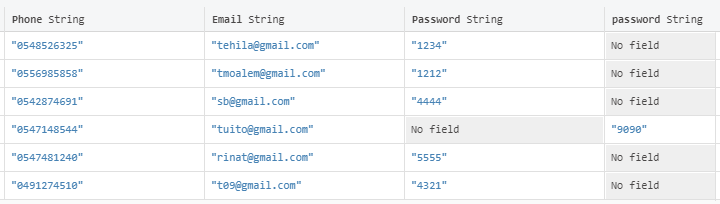 Phone String Email String Password String password String
"0548526325" "tehila@gmail.com" "1234" No field
"0556985858" "tmoalem@gmail.com" "1212" No field
"0542874691" "sb@gmail.com" "4444" No field
"0547148544" "tuito@gmail.com" No field "9090"
"0547481240" "rinat@gmail.com" "5555" No field
"0491274510" "t09@gmail.com" "4321" No field